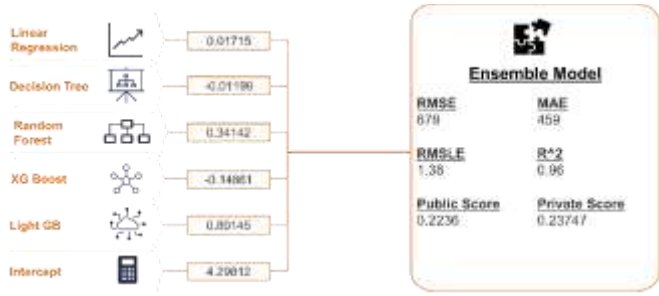 Linear
Regression
0.01715
Decision Tree
-0.01199
Random
Forest
0.34142
XG Boost
-0.14861
Light GB
0.80145
Intercept
4.29812
Ensemble Model
RMSE
MAE
679
459
RMSLE
R^2
1.38
0.96
Public Score
Private Score
0.2236
0.23747